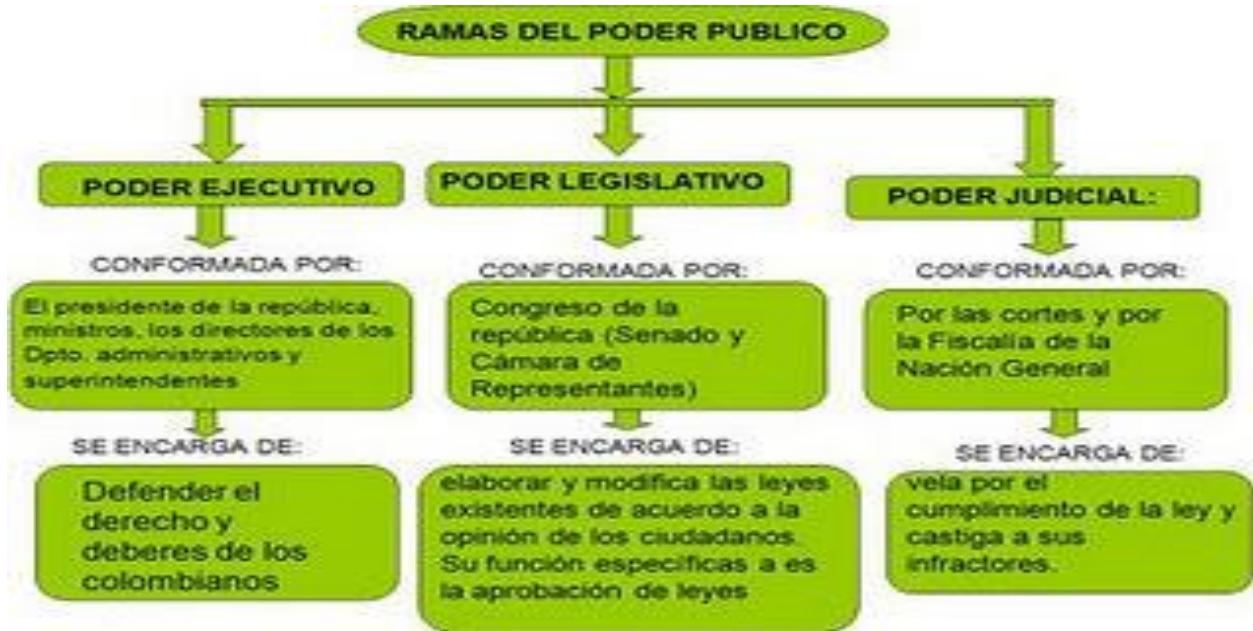 RAMAS DEL PODER PUBLICO
PODER EJECUTIVO
CONFORMADA POR:
El presidente de la república,
ministros, los directores de los
Dpto. administrativos y
superintendentes
SE ENCARGA DE:
Defender el
derecho y
deberes de los
colombianos
PODER LEGISLATIVO
CONFORMADA POR:
Congreso de la
república (Senado y
Cámara de
Representantes)
SE ENCARGA DE:
elaborar y modifica las leyes
existentes de acuerdo a la
opinión de los ciudadanos.
Su función específicas a es
la aprobación de leyes
PODER JUDICIAL:
CONFORMADA POR:
Por las cortes y por
la Fiscalía de la
Nación General
SE ENCARGA DE:
vela por el
cumplimiento de la ley y
castiga a sus
infractores.